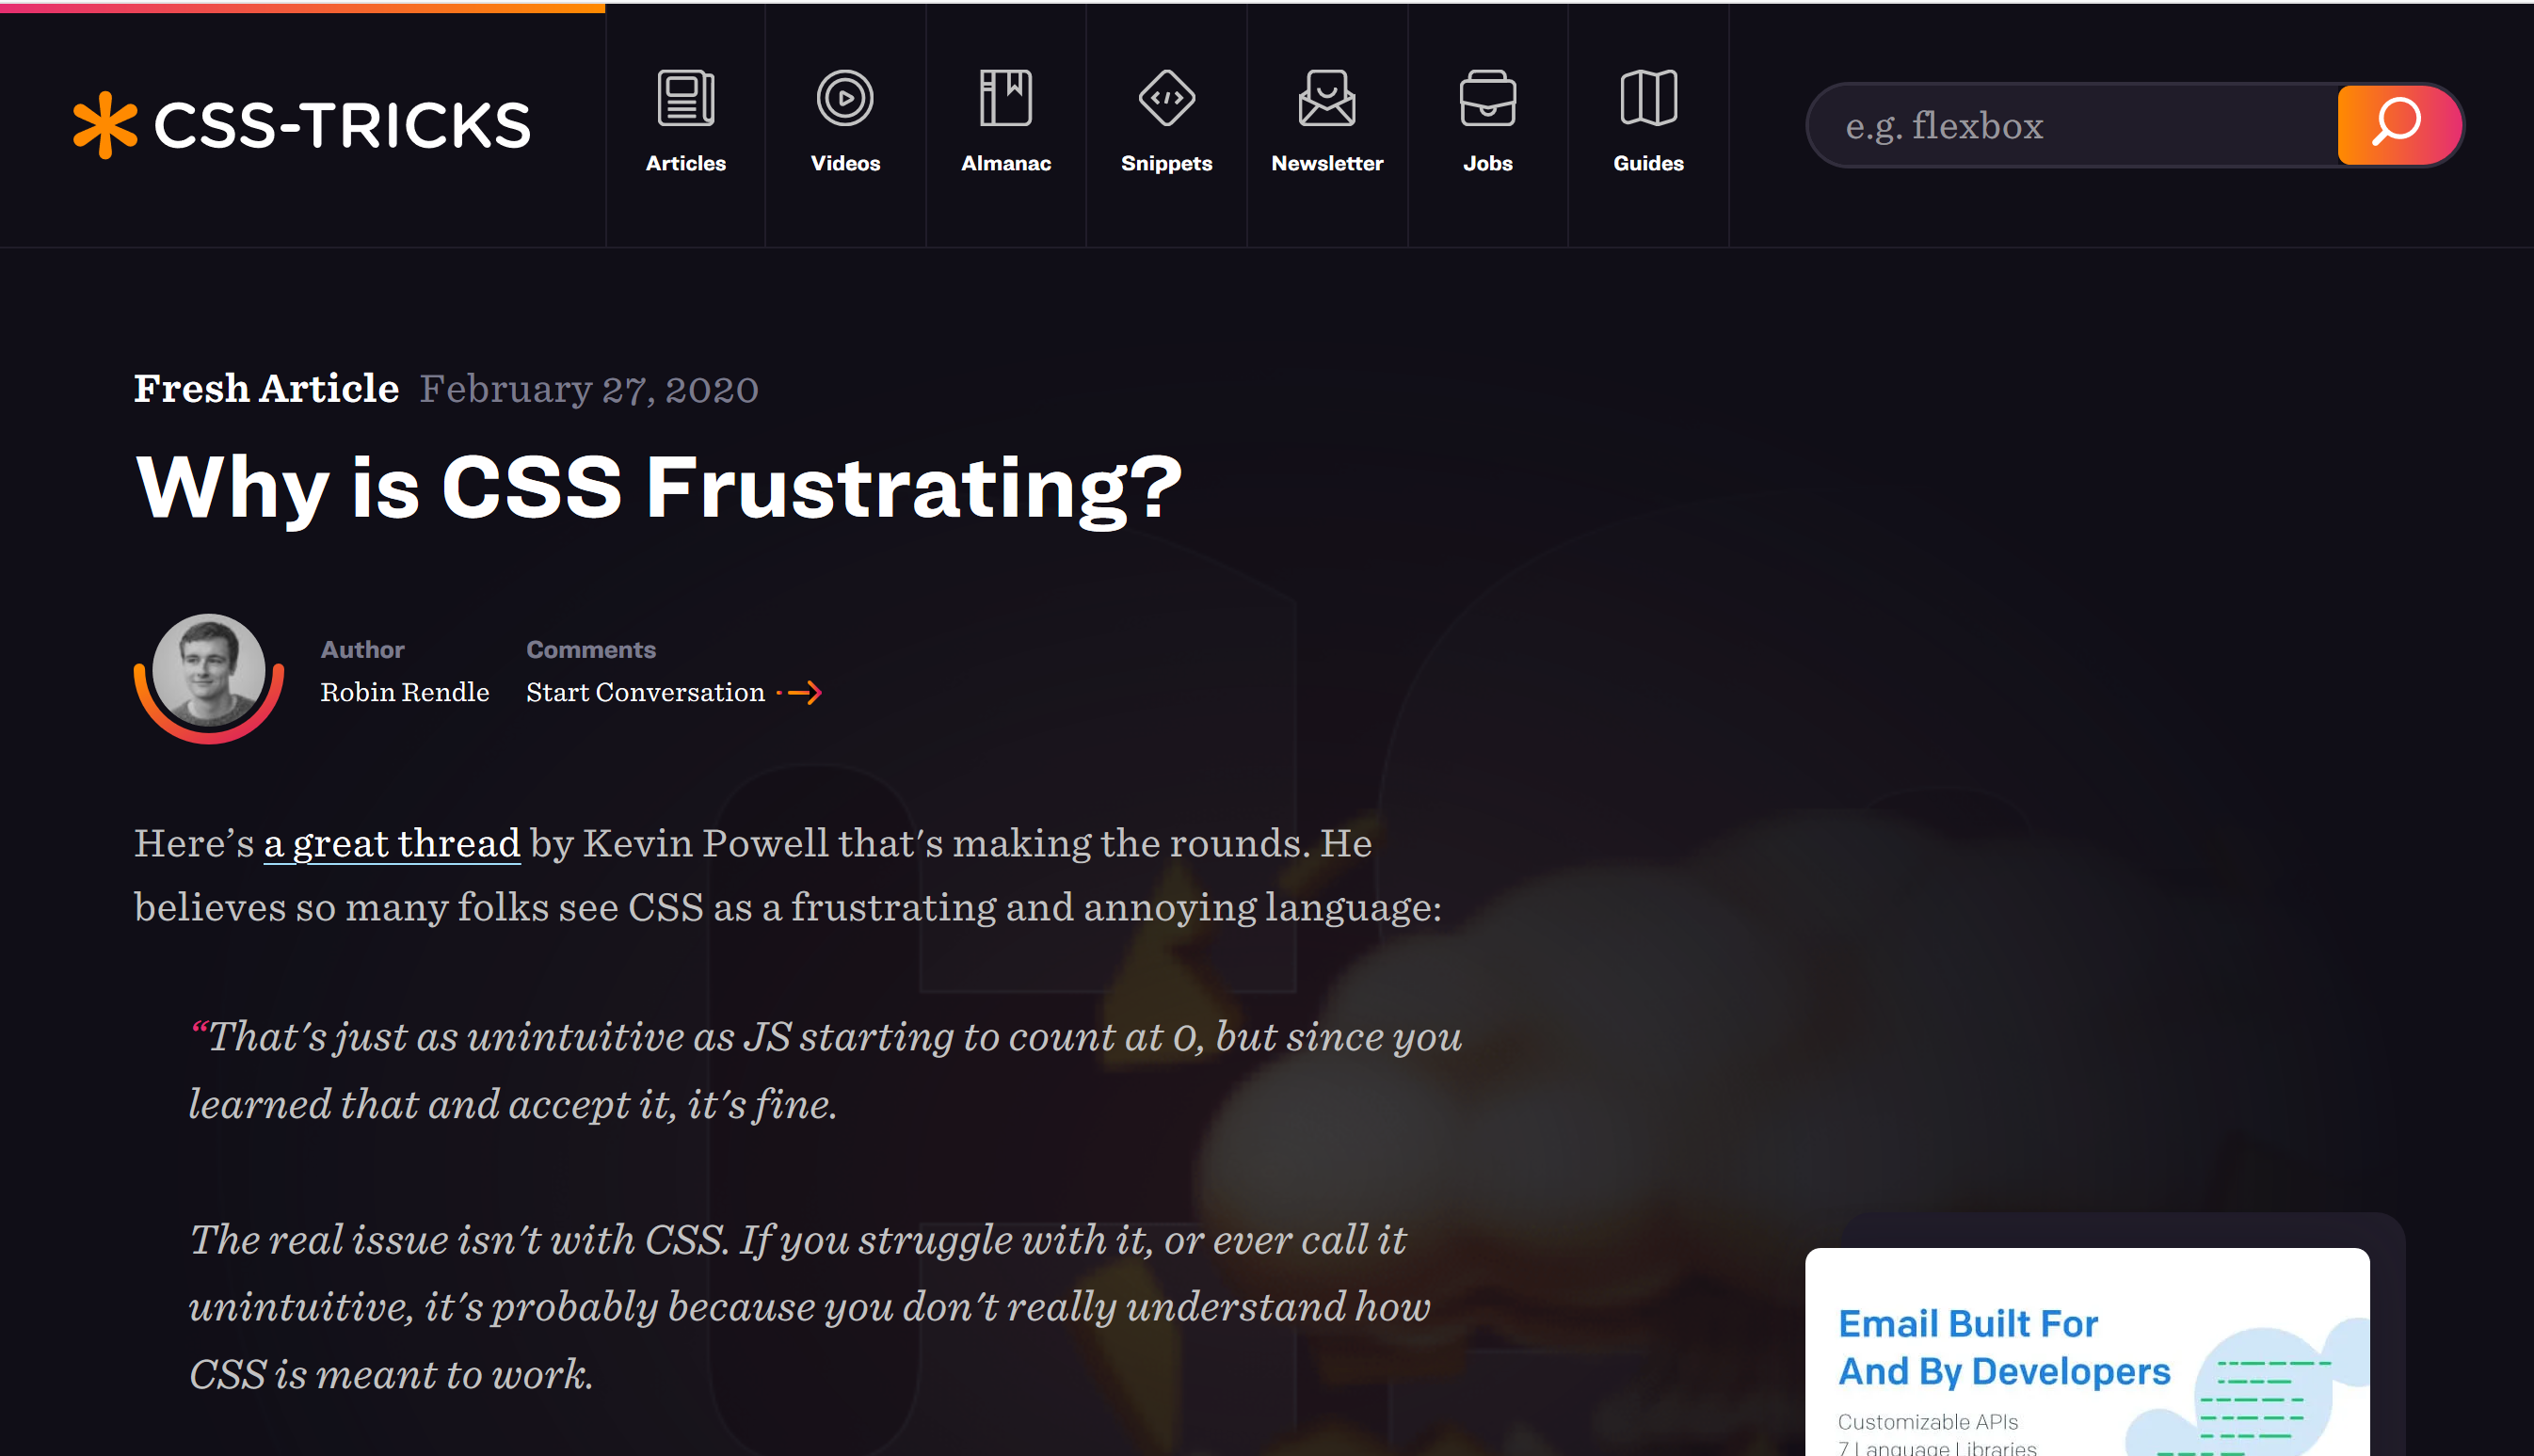 CSS-TRICKS
Articles
Videos
Almanac
Snippets
Newsletter
Jobs
Guides
e.g. flexbox
Fresh Article February 27, 2020
Why is CSS Frustrating?
Author
Robin Rendle
Comments
Start Conversation
Here’s a great thread by Kevin Powell that's making the rounds. He
believes so many folks see CSS as a frustrating and annoying language:
“That's just as unintuitive as JS starting to count at 0, but since you
learned that and accept it, it's fine.
The real issue isn't with CSS. If you struggle with it, or ever call it
unintuitive, it's probably because you don't really understand how
CSS is meant to work.
Email Built For
And By Developers
Customizable APIs
7 Language Libraries